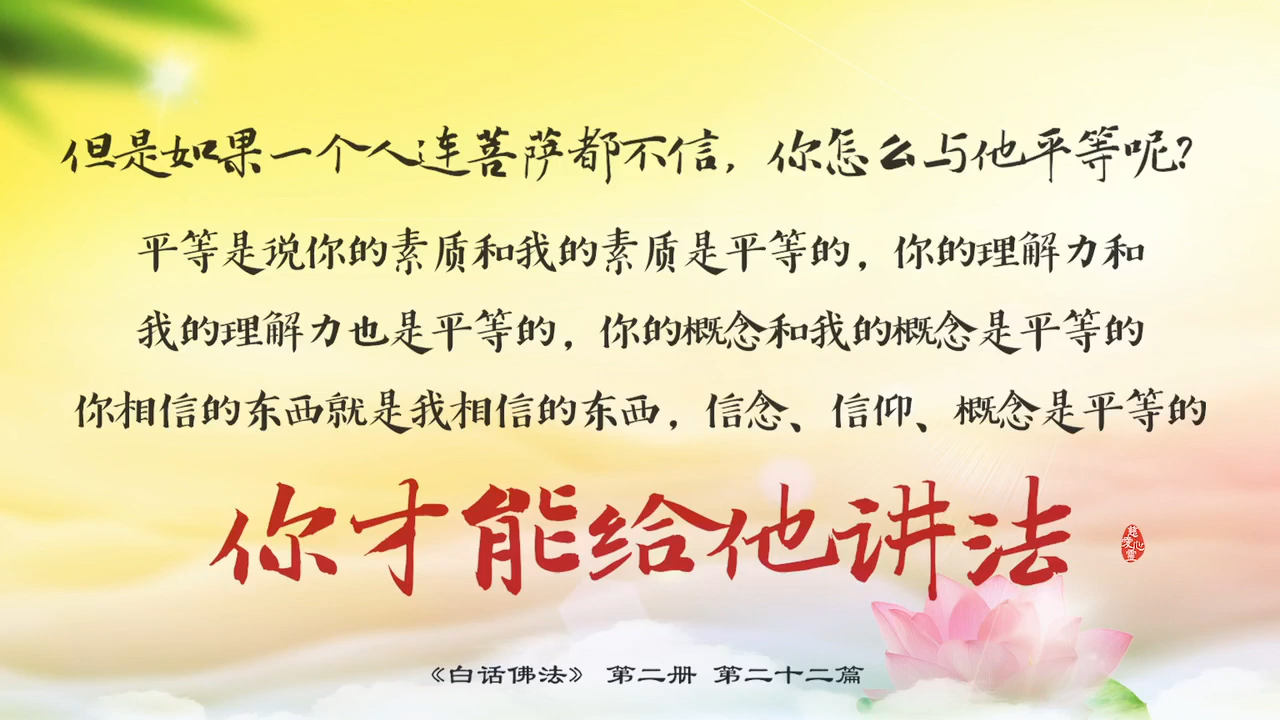 但是如果一个人连菩萨都不信，你怎么与他平等呢？
平等是说你的素质和我的素质是平等的，你的理解力和
我的理解力也是平等的，你的概念和我的概念是平等的
你相信的东西就是我相信的东西，信念、信仰、概念是平等的
你才能给他讲法
《白话佛法》 第二册 第二十二篇